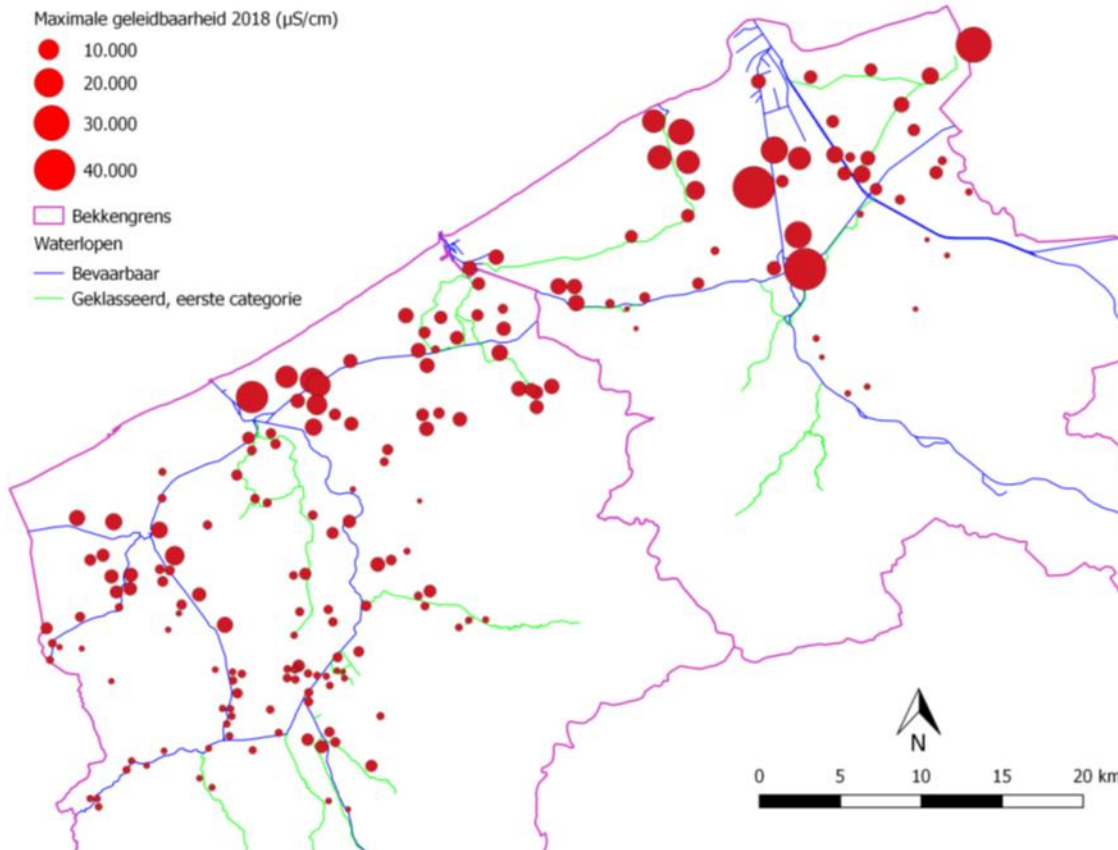 Maximale geleidbaarheid 2018 (µS/cm)
10.000
20.000
30.000
40.000
Bekkengrens
Waterlopen
Bevaarbaar
Geklasseerd, eerste categorie
N
0 5 10 15 20 km